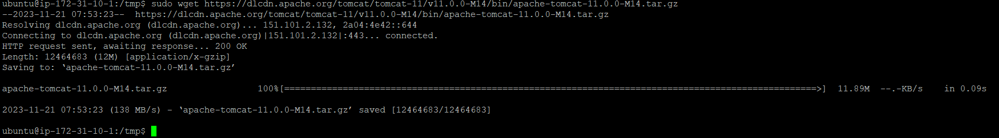 ubuntu@ip-172-31-10-1:/tmp$ sudo wget https://dlcdn.apache.org/tomcat/tomcat-11/v11.0.0-M14/bin/apache-tomcat-11.0.0-M14.tar.gz
--2023-11-21 07:53:23--  https://dlcdn.apache.org/tomcat/tomcat-11/v11.0.0-M14/bin/apache-tomcat-11.0.0-M14.tar.gz
Resolving dlcdn.apache.org (dlcdn.apache.org)... 151.101.2.132, 2a04:4e42::644
Connecting to dlcdn.apache.org (dlcdn.apache.org)|151.101.2.132|:443... connected.
HTTP request sent, awaiting response... 200 OK
Length: 12464683 (12M) [application/x-gzip]
Saving to: ‘apache-tomcat-11.0.0-M14.tar.gz’
apache-tomcat-11.0.0-M14.tar.gz                 100%[====================================================================================================>]  11.89M  --.-KB/s    in 0.09s
2023-11-21 07:53:23 (138 MB/s) - ‘apache-tomcat-11.0.0-M14.tar.gz’ saved [12464683/12464683]
ubuntu@ip-172-31-10-1:/tmp$